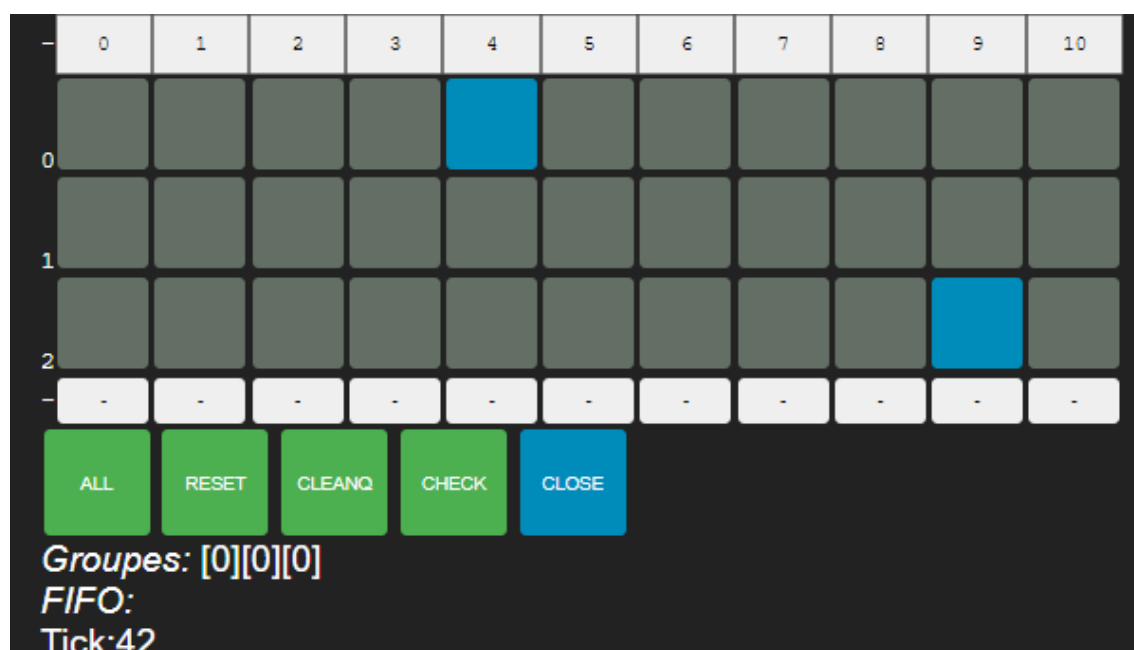 – 0 1 2 3 4 5 6 7 8 9 10
0
1
2
– - - - - - - - - - - -
ALL RESET CLEANQ CHECK CLOSE
Groupes: [0][0][0]
FIFO:
Tick:42